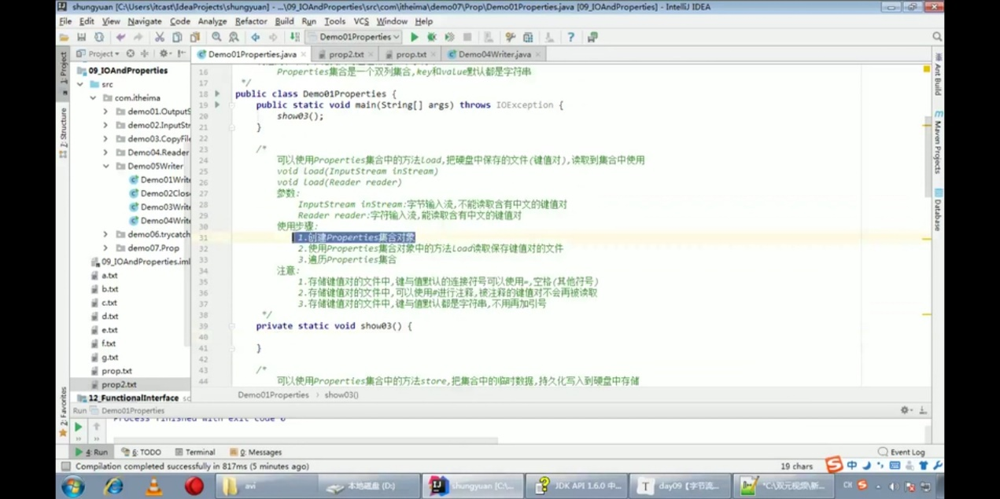 shungyuan [C:\Users\itcast\IdeaProjects\shungyuan] - ...\09_IOAndProperties\src\com\itheima\demo07\Prop\Demo01Properties.java [09_IOAndProperties] - IntelliJ IDEA
File Edit View Navigate Code Analyze Refactor Build Run Tools VCS Window Help
Demo01Properties
Project
Demo01Properties.java prop2.txt prop.txt Demo04Writer.java
1: Project
Z: Structure
2: Favorites
09_IOAndProperties
src
com.itheima
demo01.OutputS
demo02.InputStr
demo03.CopyFile
Demo04.Reader
Demo05Writer
Demo01Write
Demo02Close
Demo03Write
Demo04Write
demo06.trycatch
demo07.Prop
09_IOAndProperties.iml
a.txt
b.txt
c.txt
d.txt
e.txt
f.txt
g.txt
prop.txt
prop2.txt
12_FunctionalInterface
16 Properties集合是一个双列集合,key和value默认都是字符串
17 */
18 public class Demo01Properties {
19 public static void main(String[] args) throws IOException {
20 show03();
21 }
22
23 /*
24 可以使用Properties集合中的方法load,把硬盘中保存的文件(键值对),读取到集合中使用
25 void load(InputStream inStream)
26 void load(Reader reader)
27 参数:
28 InputStream inStream:字节输入流,不能读取含有中文的键值对
29 Reader reader:字符输入流,能读取含有中文的键值对
30 使用步骤:
31 1.创建Properties集合对象
32 2.使用Properties集合对象中的方法load读取保存键值对的文件
33 3.遍历Properties集合
34 注意:
35 1.存储键值对的文件中,键与值默认的连接符号可以使用=,空格(其他符号)
36 2.存储键值对的文件中,可以使用#进行注释,被注释的键值对不会再被读取
37 3.存储键值对的文件中,键与值默认都是字符串,不用再加引号
38 */
39 private static void show03() {
40
41 }
42
43 /*
44 可以使用Properties集合中的方法store,把集合中的临时数据,持久化写入到硬盘中存储
Demo01Properties › show03()
Ant Build
Maven Projects
Database
Run Demo01Properties
Process finished with exit code 0
4: Run 6: TODO Terminal 0: Messages Event Log
Compilation completed successfully in 817ms (5 minutes ago) 19 chars
中
avi 本地磁盘 (D:) shungyuan [C:\... JDK API 1.6.0 中... day09【字节流... *C:\双元视频\新... CH